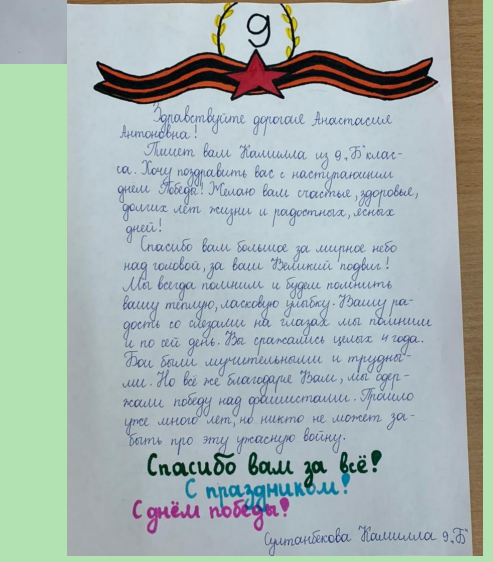 9
Здравствуйте дорогая Анастасия
Антоновна!
Пишет вам Камилла из 9 „Б" клас-
са. Хочу поздравить вас с наступающим
днем Победы! Желаю вам счастья, здоровья,
долгих лет жизни и радостных, ясных
дней!
Спасибо вам большое за мирное небо
над головой, за ваш Великий подвиг!
Мы всегда помним и будем помнить
вашу тёплую, ласковую улыбку. Вашу ра-
дость со слезами на глазах мы помним
и по сей день. Вы сражались целых 4 года.
Бои были мучительными и трудны-
ми. Но всё же благодаря Вам, мы одер-
жали победу над фашистами. Прошло
уже много лет, но никто не может за-
быть про эту ужасную войну.
Спасибо вам за всё!
С праздником!
С днём победы!
Султанбекова Камилла 9 „Б"